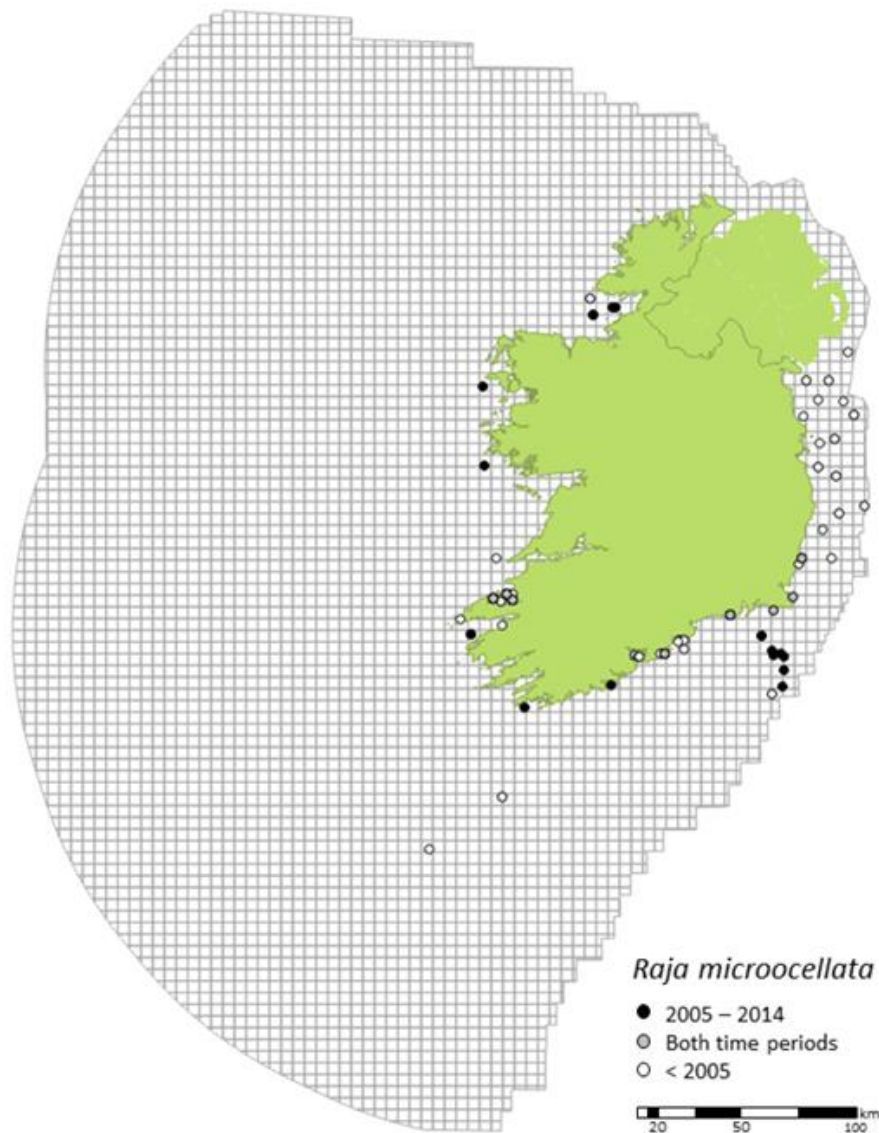 Raja microocellata
2005 – 2014
Both time periods
< 2005
km
20 50 100